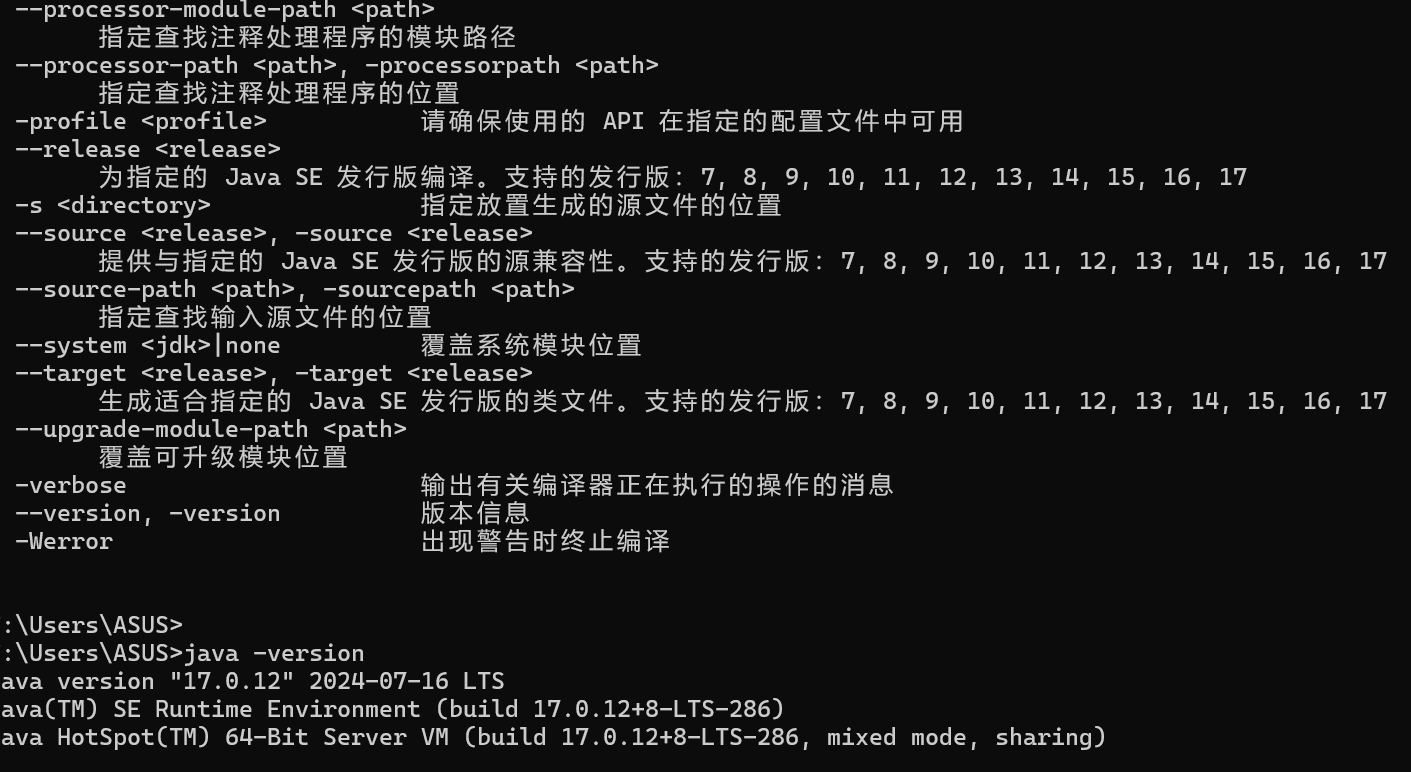 --processor-module-path <path>
指定查找注释处理程序的模块路径
--processor-path <path>, -processorpath <path>
指定查找注释处理程序的位置
-profile <profile> 请确保使用的 API 在指定的配置文件中可用
--release <release>
为指定的 Java SE 发行版编译。支持的发行版: 7, 8, 9, 10, 11, 12, 13, 14, 15, 16, 17
-s <directory> 指定放置生成的源文件的位置
--source <release>, -source <release>
提供与指定的 Java SE 发行版的源兼容性。支持的发行版: 7, 8, 9, 10, 11, 12, 13, 14, 15, 16, 17
--source-path <path>, -sourcepath <path>
指定查找输入源文件的位置
--system <jdk>|none 覆盖系统模块位置
--target <release>, -target <release>
生成适合指定的 Java SE 发行版的类文件。支持的发行版: 7, 8, 9, 10, 11, 12, 13, 14, 15, 16, 17
--upgrade-module-path <path>
覆盖可升级模块位置
-verbose 输出有关编译器正在执行的操作的消息
--version, -version 版本信息
-Werror 出现警告时终止编译
:\Users\ASUS>
:\Users\ASUS>java -version
ava version "17.0.12" 2024-07-16 LTS
ava(TM) SE Runtime Environment (build 17.0.12+8-LTS-286)
ava HotSpot(TM) 64-Bit Server VM (build 17.0.12+8-LTS-286, mixed mode, sharing)